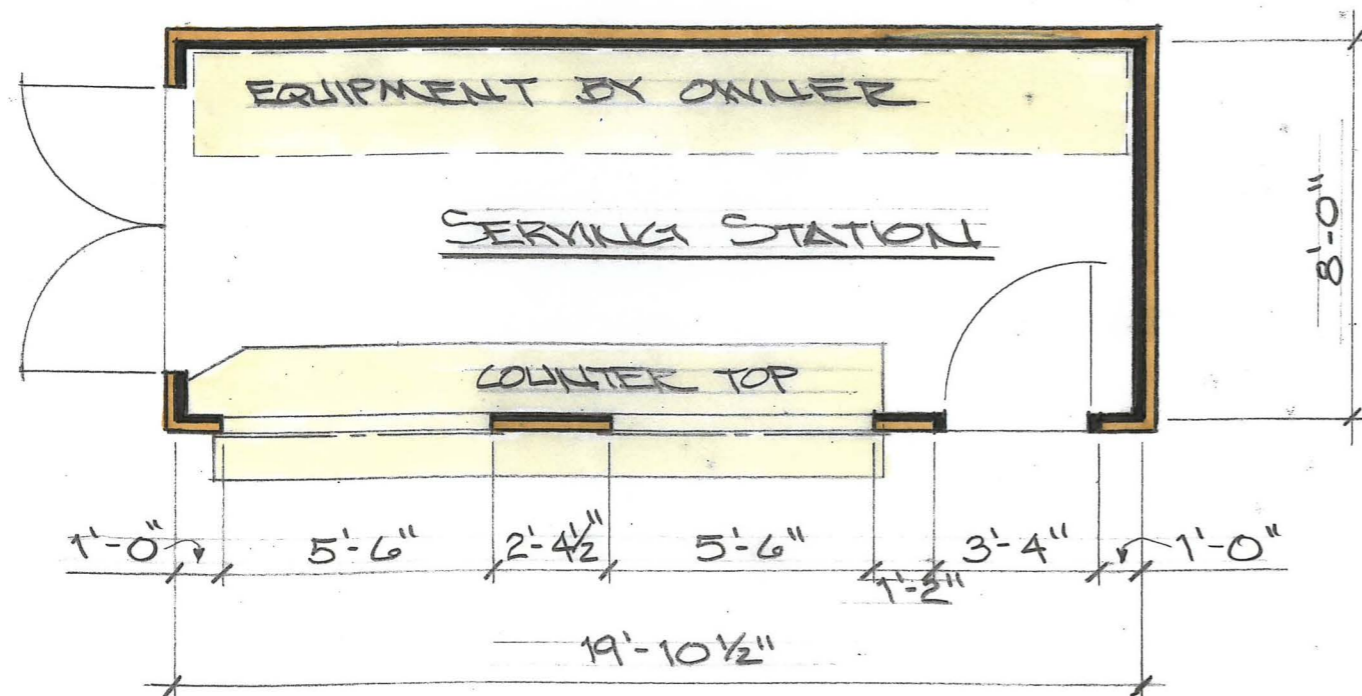 EQUIPMENT BY OWNER
SERVING STATION
8'-0"
COUNTER TOP
1'-0" 5'-6" 2'-4½" 5'-6" 1'-2" 3'-4" 1'-0"
19'-10½"